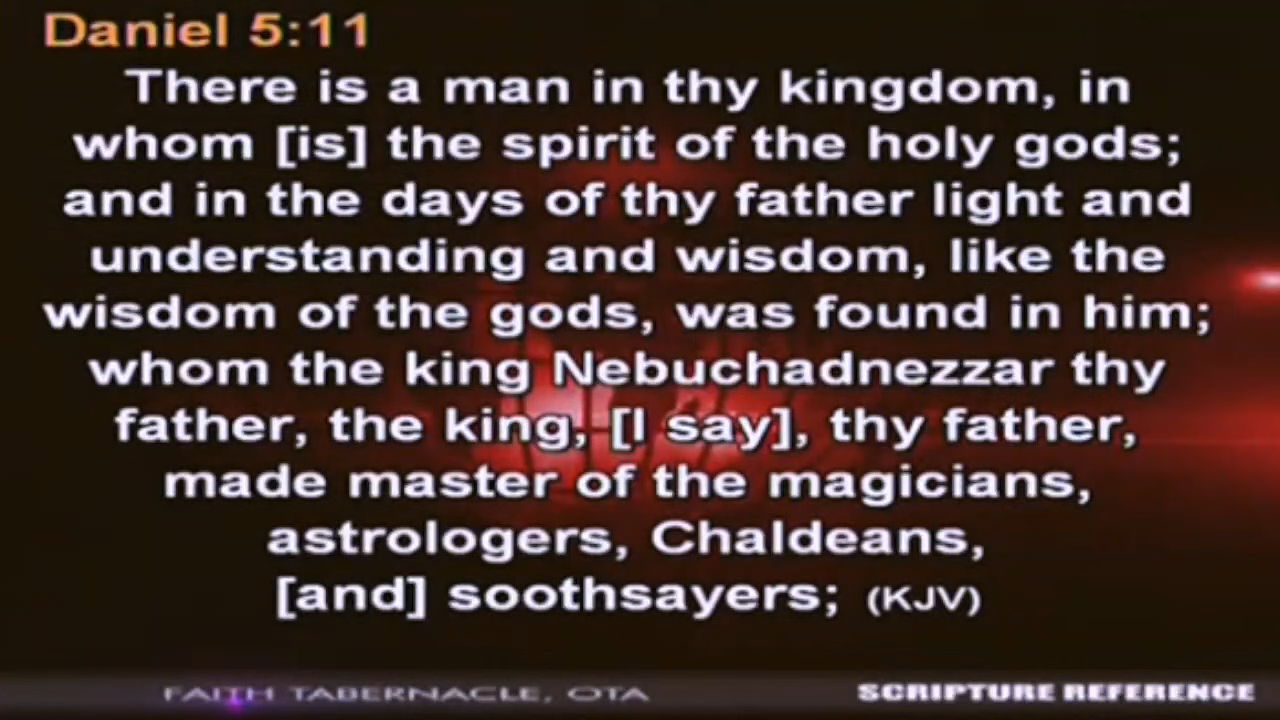 Daniel 5:11
There is a man in thy kingdom, in
whom [is] the spirit of the holy gods;
and in the days of thy father light and
understanding and wisdom, like the
wisdom of the gods, was found in him;
whom the king Nebuchadnezzar thy
father, the king, [I say], thy father,
made master of the magicians,
astrologers, Chaldeans,
[and] soothsayers; (KJV)
FAITH TABERNACLE, OTA
SCRIPTURE REFERENCE